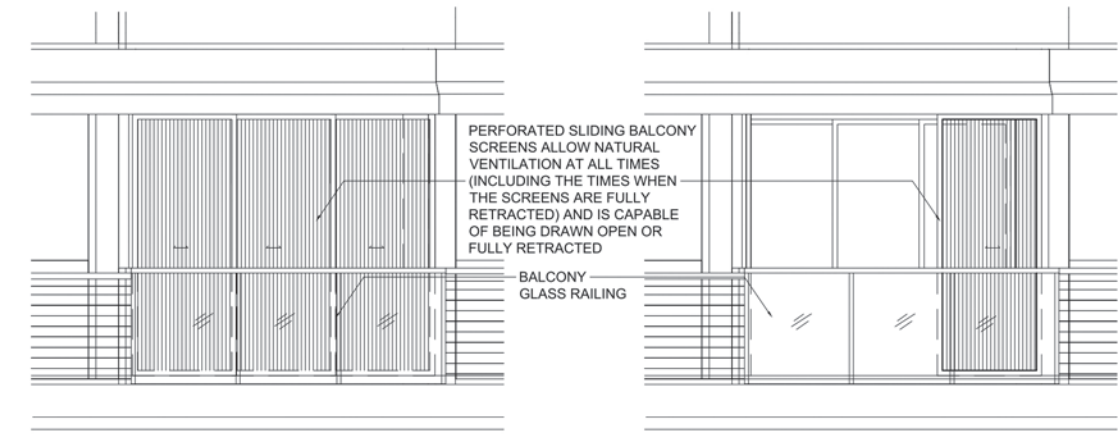 PERFORATED SLIDING BALCONY
SCREENS ALLOW NATURAL
VENTILATION AT ALL TIMES
(INCLUDING THE TIMES WHEN
THE SCREENS ARE FULLY
RETRACTED) AND IS CAPABLE
OF BEING DRAWN OPEN OR
FULLY RETRACTED
BALCONY
GLASS RAILING